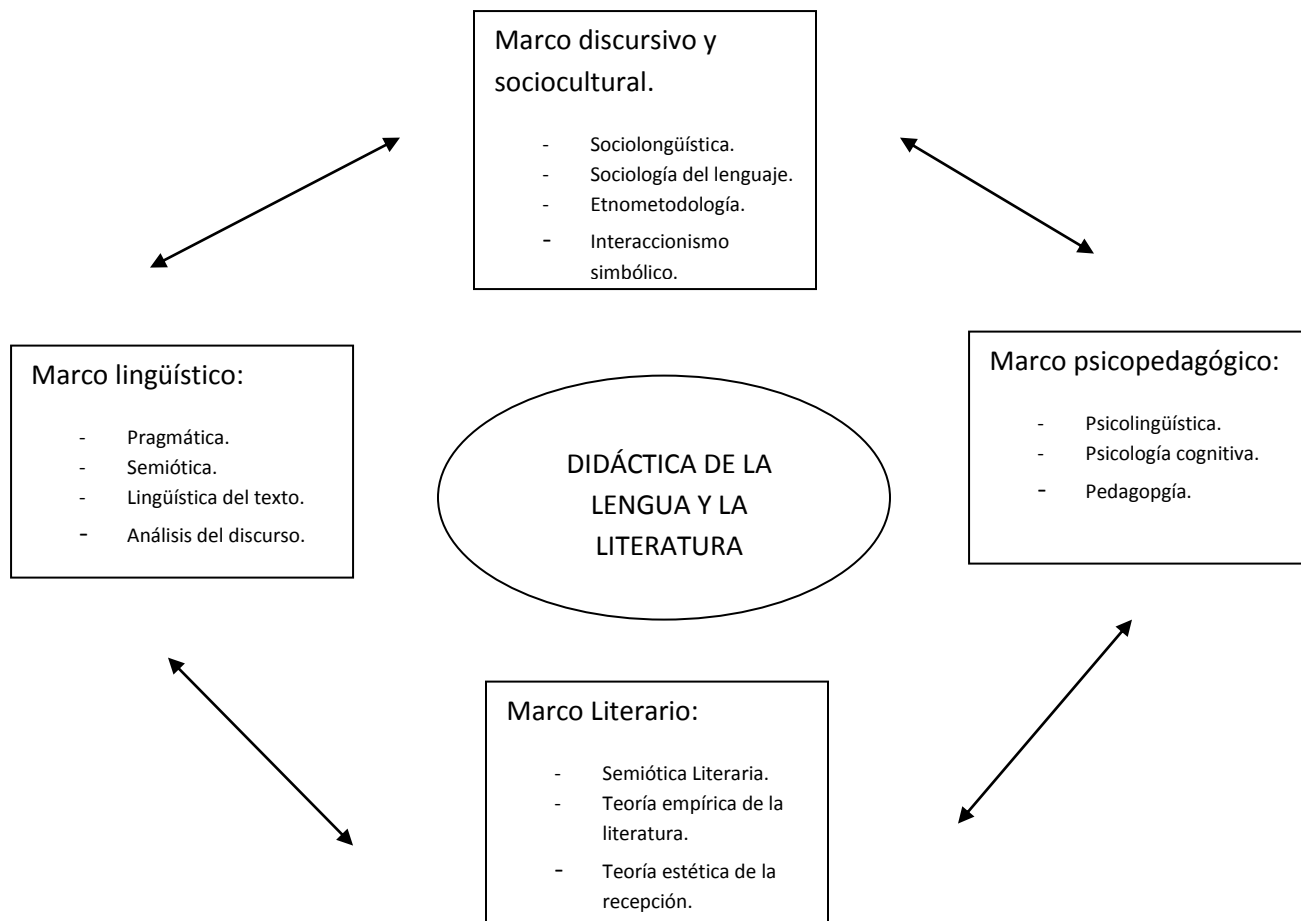 Marco discursivo y
sociocultural.
- Sociolongüística.
- Sociología del lenguaje.
- Etnometodología.
- Interaccionismo
simbólico.
Marco lingüístico:
- Pragmática.
- Semiótica.
- Lingüística del texto.
- Análisis del discurso.
DIDÁCTICA DE LA
LENGUA Y LA
LITERATURA
Marco psicopedagógico:
- Psicolingüística.
- Psicología cognitiva.
- Pedagopgía.
Marco Literario:
- Semiótica Literaria.
- Teoría empírica de la
literatura.
- Teoría estética de la
recepción.